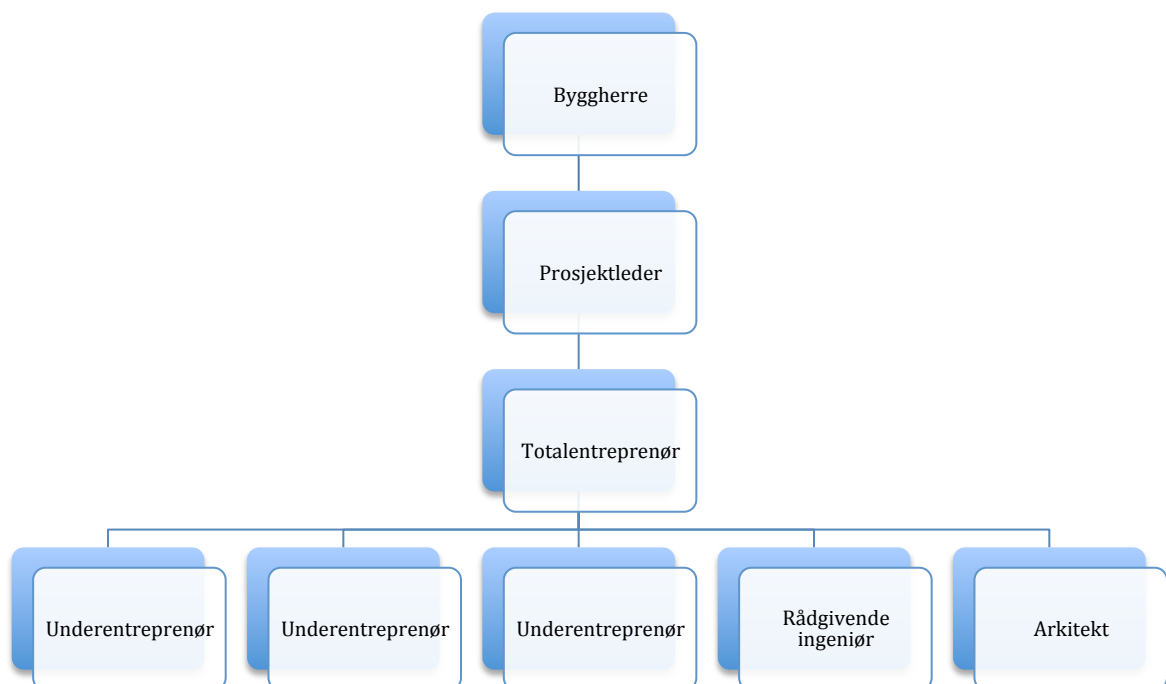 Byggherre
Prosjektleder
Totalentreprenør
Underentreprenør
Underentreprenør
Underentreprenør
Rådgivende
ingeniør
Arkitekt